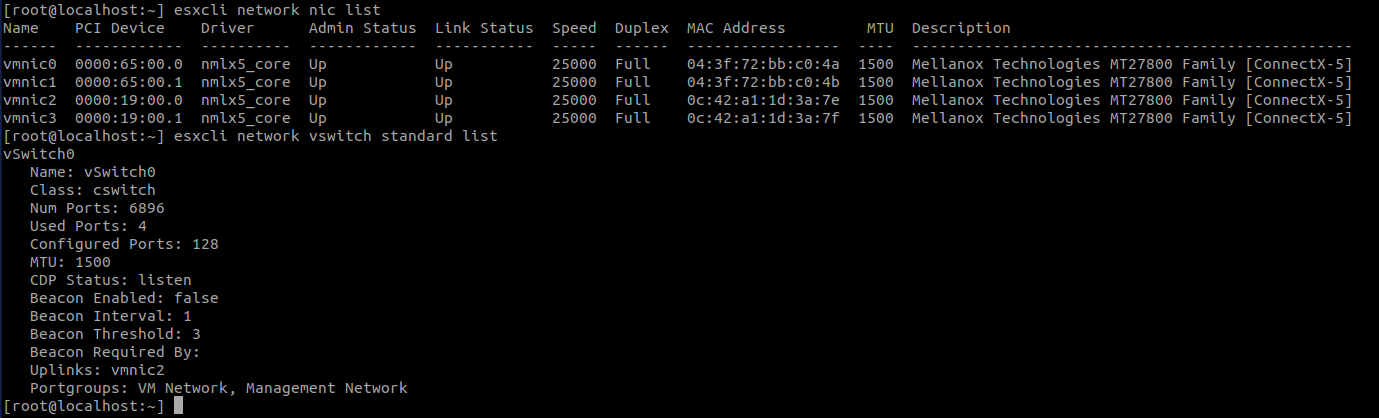 [root@localhost:~] esxcli network nic list
Name    PCI Device    Driver      Admin Status  Link Status  Speed  Duplex  MAC Address         MTU  Description
------  ------------  ----------  ------------  -----------  -----  ------  -----------------  ----  -------------------------------------------------
vmnic0  0000:65:00.0  nmlx5_core  Up            Up           25000  Full    04:3f:72:bb:c0:4a  1500  Mellanox Technologies MT27800 Family [ConnectX-5]
vmnic1  0000:65:00.1  nmlx5_core  Up            Up           25000  Full    04:3f:72:bb:c0:4b  1500  Mellanox Technologies MT27800 Family [ConnectX-5]
vmnic2  0000:19:00.0  nmlx5_core  Up            Up           25000  Full    0c:42:a1:1d:3a:7e  1500  Mellanox Technologies MT27800 Family [ConnectX-5]
vmnic3  0000:19:00.1  nmlx5_core  Up            Up           25000  Full    0c:42:a1:1d:3a:7f  1500  Mellanox Technologies MT27800 Family [ConnectX-5]
[root@localhost:~] esxcli network vswitch standard list
vSwitch0
   Name: vSwitch0
   Class: cswitch
   Num Ports: 6896
   Used Ports: 4
   Configured Ports: 128
   MTU: 1500
   CDP Status: listen
   Beacon Enabled: false
   Beacon Interval: 1
   Beacon Threshold: 3
   Beacon Required By:
   Uplinks: vmnic2
   Portgroups: VM Network, Management Network
[root@localhost:~]